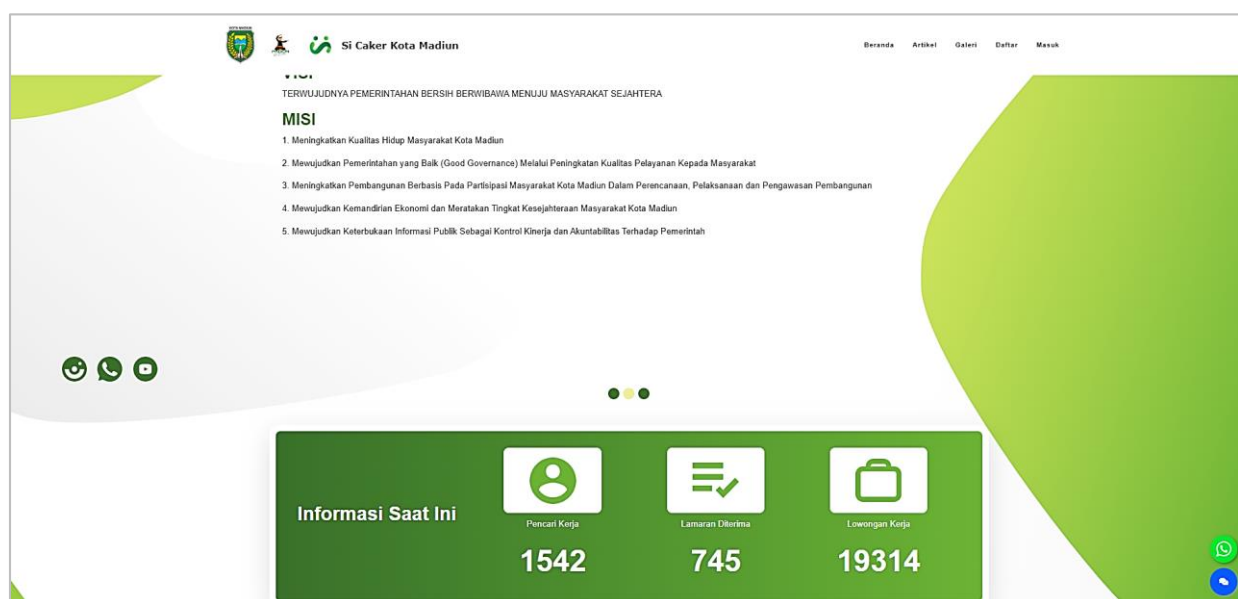 KOTA MADIUN
Si Caker Kota Madiun
Beranda Artikel Galeri Daftar Masuk
VISI
TERWUJUDNYA PEMERINTAHAN BERSIH BERWIBAWA MENUJU MASYARAKAT SEJAHTERA
MISI
1. Meningkatkan Kualitas Hidup Masyarakat Kota Madiun
2. Mewujudkan Pemerintahan yang Baik (Good Governance) Melalui Peningkatan Kualitas Pelayanan Kepada Masyarakat
3. Meningkatkan Pembangunan Berbasis Pada Partisipasi Masyarakat Kota Madiun Dalam Perencanaan, Pelaksanaan dan Pengawasan Pembangunan
4. Mewujudkan Kemandirian Ekonomi dan Meratakan Tingkat Kesejahteraan Masyarakat Kota Madiun
5. Mewujudkan Keterbukaan Informasi Publik Sebagai Kontrol Kinerja dan Akuntabilitas Terhadap Pemerintah
Informasi Saat Ini
Pencari Kerja Lamaran Diterima Lowongan Kerja
1542 745 19314